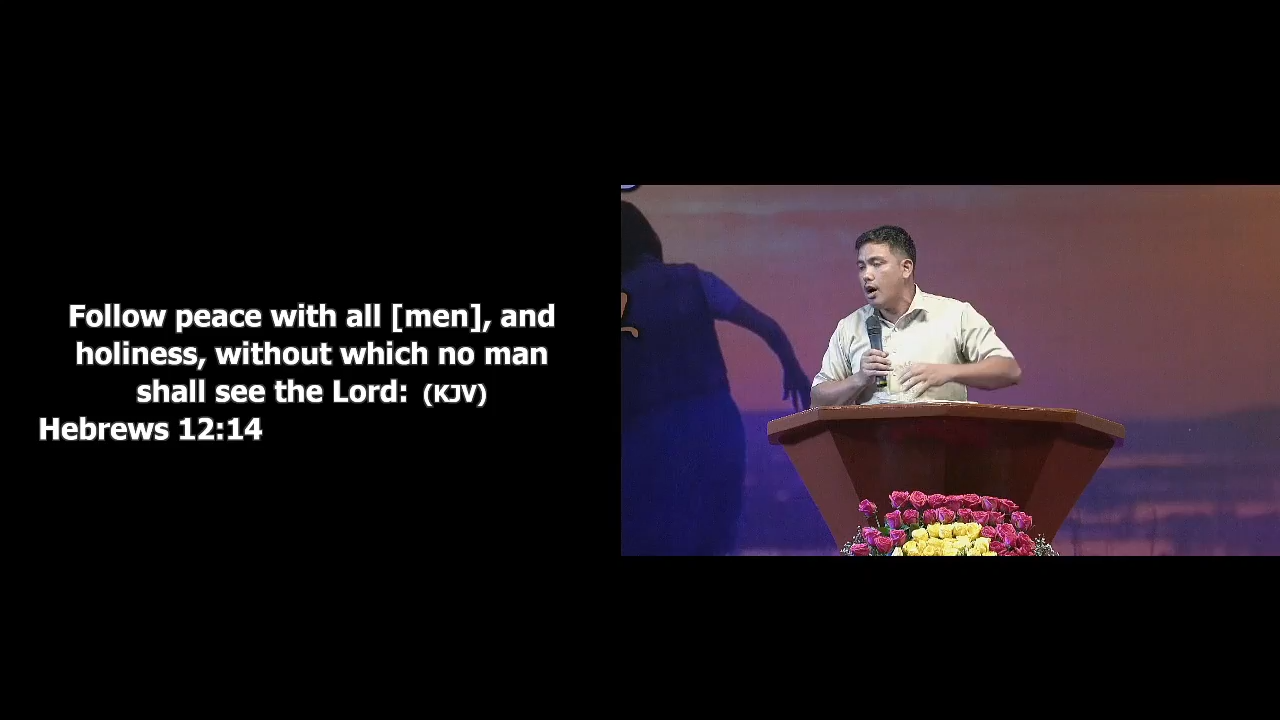 Follow peace with all [men], and
holiness, without which no man
shall see the Lord: (KJV)
Hebrews 12:14